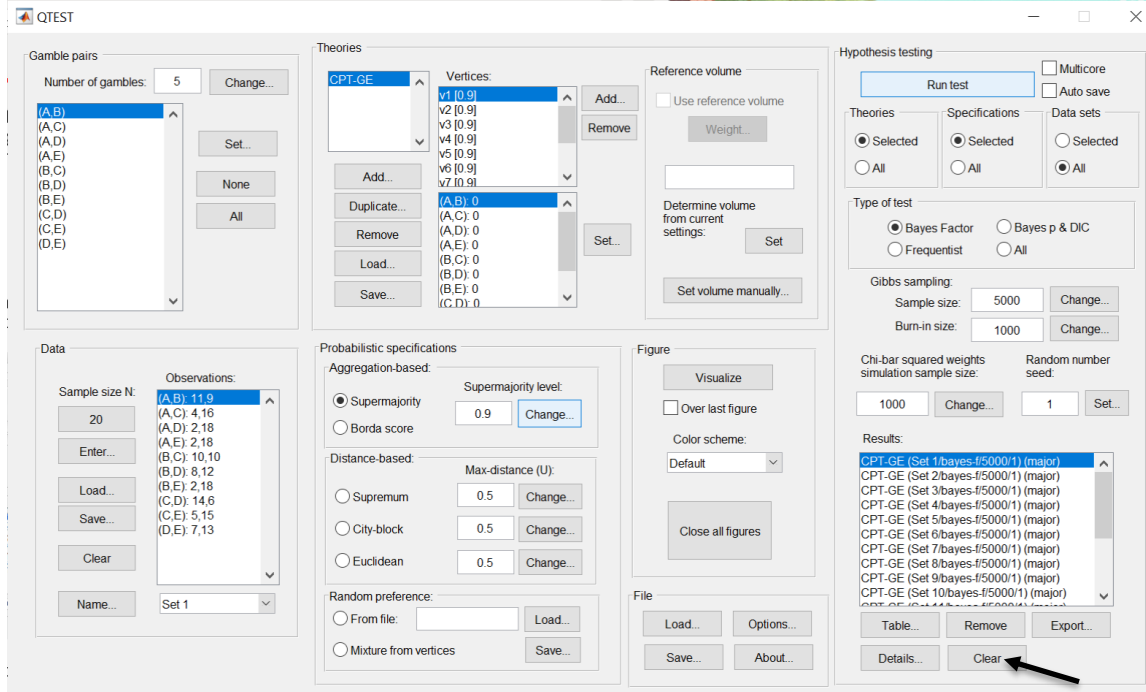 QTEST
Gamble pairs
Number of gambles: 5 Change...
(A,B)
(A,C)
(A,D)
(A,E)
(B,C)
(B,D)
(B,E)
(C,D)
(C,E)
(D,E)
Set...
None
All
Theories
CPT-GE
Add...
Duplicate...
Remove
Load...
Save...
Vertices:
v1 [0.9]
v2 [0.9]
v3 [0.9]
v4 [0.9]
v5 [0.9]
v6 [0.9]
v7 [0.9]
Add...
Remove
(A,B): 0
(A,C): 0
(A,D): 0
(A,E): 0
(B,C): 0
(B,D): 0
(B,E): 0
(C,D): 0
Set...
Reference volume
Use reference volume
Weight...
Determine volume
from current
settings:
Set
Set volume manually...
Hypothesis testing
Run test
Multicore
Auto save
Theories
Selected
All
Specifications
Selected
All
Data sets
Selected
All
Type of test
Bayes Factor
Bayes p & DIC
Frequentist
All
Gibbs sampling:
Sample size: 5000 Change...
Burn-in size: 1000 Change...
Chi-bar squared weights
simulation sample size:
1000 Change...
Random number
seed:
1 Set...
Results:
CPT-GE (Set 1/bayes-f/5000/1) (major)
CPT-GE (Set 2/bayes-f/5000/1) (major)
CPT-GE (Set 3/bayes-f/5000/1) (major)
CPT-GE (Set 4/bayes-f/5000/1) (major)
CPT-GE (Set 5/bayes-f/5000/1) (major)
CPT-GE (Set 6/bayes-f/5000/1) (major)
CPT-GE (Set 7/bayes-f/5000/1) (major)
CPT-GE (Set 8/bayes-f/5000/1) (major)
CPT-GE (Set 9/bayes-f/5000/1) (major)
CPT-GE (Set 10/bayes-f/5000/1) (major)
CPT-GE (Set 11/bayes-f/5000/1) (major)
Table...
Remove
Export...
Details...
Clear
Data
Sample size N:
20
Enter...
Load...
Save...
Clear
Name...
Observations:
(A,B): 11,9
(A,C): 4,16
(A,D): 2,18
(A,E): 2,18
(B,C): 10,10
(B,D): 8,12
(B,E): 2,18
(C,D): 14,6
(C,E): 5,15
(D,E): 7,13
Set 1
Probabilistic specifications
Aggregation-based:
Supermajority
Borda score
Supermajority level:
0.9 Change...
Distance-based:
Max-distance (U):
Supremum 0.5 Change...
City-block 0.5 Change...
Euclidean 0.5 Change...
Random preference:
From file: Load...
Mixture from vertices Save...
Figure
Visualize
Over last figure
Color scheme:
Default
Close all figures
File
Load...
Options...
Save...
About...